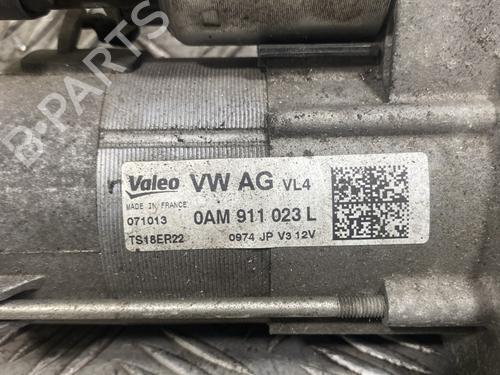 Valeo VW AG VL4
MADE IN FRANCE
071013 0AM 911 023 L
TS18ER22 0974 JP V3 12V
B-PARTS